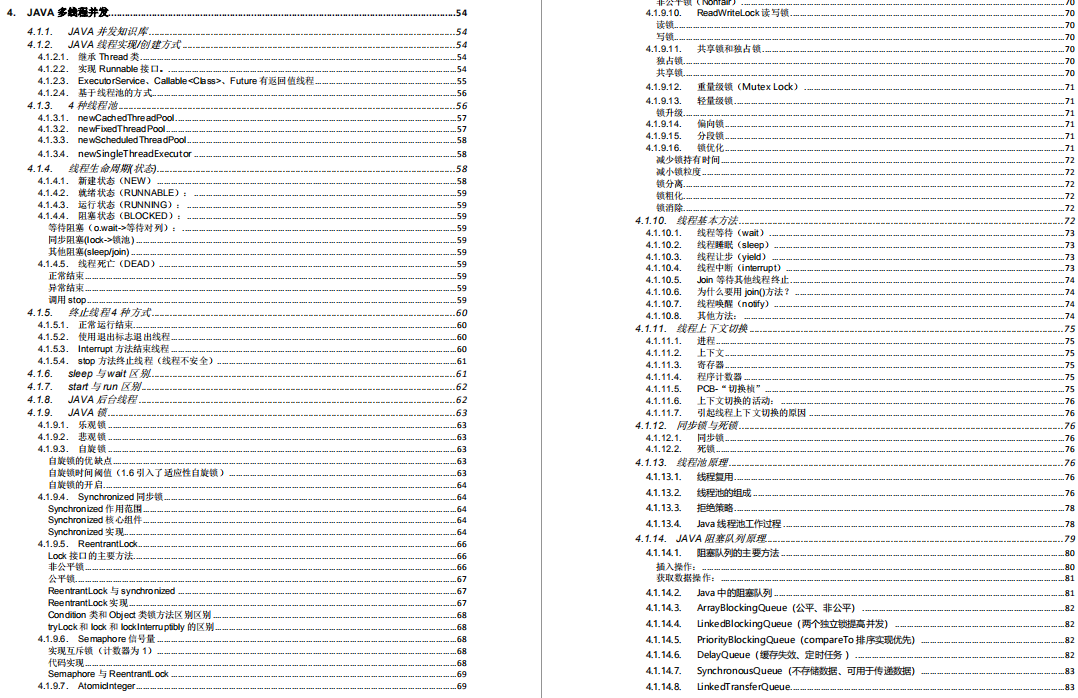 4. JAVA 多线程并发....54
4.1.1. JAVA 并发知识库....54
4.1.2. JAVA 线程实现/创建方式....54
4.1.2.1. 继承 Thread 类....54
4.1.2.2. 实现 Runnable 接口。....54
4.1.2.3. ExecutorService、Callable<Class>、Future 有返回值线程....55
4.1.2.4. 基于线程池的方式....56
4.1.3. 4 种线程池....56
4.1.3.1. newCachedThreadPool....57
4.1.3.2. newFixedThreadPool....57
4.1.3.3. newScheduledThreadPool....58
4.1.3.4. newSingleThreadExecutor....58
4.1.4. 线程生命周期(状态)....58
4.1.4.1. 新建状态（NEW）....58
4.1.4.2. 就绪状态（RUNNABLE）：....59
4.1.4.3. 运行状态（RUNNING）：....59
4.1.4.4. 阻塞状态（BLOCKED）：....59
等待阻塞（o.wait->等待对列）：....59
同步阻塞(lock->锁池)....59
其他阻塞(sleep/join)....59
4.1.4.5. 线程死亡（DEAD）....59
正常结束....59
异常结束....59
调用 stop....59
4.1.5. 终止线程 4 种方式....60
4.1.5.1. 正常运行结束....60
4.1.5.2. 使用退出标志退出线程....60
4.1.5.3. Interrupt 方法结束线程....60
4.1.5.4. stop 方法终止线程（线程不安全）....61
4.1.6. sleep 与 wait 区别....61
4.1.7. start 与 run 区别....62
4.1.8. JAVA 后台线程....62
4.1.9. JAVA 锁....63
4.1.9.1. 乐观锁....63
4.1.9.2. 悲观锁....63
4.1.9.3. 自旋锁....63
自旋锁的优缺点....63
自旋锁时间阈值（1.6 引入了适应性自旋锁）....63
自旋锁的开启....64
4.1.9.4. Synchronized 同步锁....64
Synchronized 作用范围....64
Synchronized 核心组件....64
Synchronized 实现....64
4.1.9.5. ReentrantLock....66
Lock 接口的主要方法....66
非公平锁....66
公平锁....67
ReentrantLock 与 synchronized....67
ReentrantLock 实现....67
Condition 类和 Object 类锁方法区别区别....68
tryLock 和 lock 和 lockInterruptibly 的区别....68
4.1.9.6. Semaphore 信号量....68
实现互斥锁（计数器为 1）....68
代码实现....68
Semaphore 与 ReentrantLock....69
4.1.9.7. AtomicInteger....69
非公平锁（Nonfair）....70
4.1.9.10. ReadWriteLock 读写锁....70
读锁....70
写锁....70
4.1.9.11. 共享锁和独占锁....70
独占锁....70
共享锁....70
4.1.9.12. 重量级锁（Mutex Lock）....71
4.1.9.13. 轻量级锁....71
锁升级....71
4.1.9.14. 偏向锁....71
4.1.9.15. 分段锁....71
4.1.9.16. 锁优化....71
减少锁持有时间....72
减小锁粒度....72
锁分离....72
锁粗化....72
锁消除....72
4.1.10. 线程基本方法....72
4.1.10.1. 线程等待（wait）....73
4.1.10.2. 线程睡眠（sleep）....73
4.1.10.3. 线程让步（yield）....73
4.1.10.4. 线程中断（interrupt）....73
4.1.10.5. Join 等待其他线程终止....74
4.1.10.6. 为什么要用 join()方法？....74
4.1.10.7. 线程唤醒（notify）....74
4.1.10.8. 其他方法：....74
4.1.11. 线程上下文切换....75
4.1.11.1. 进程....75
4.1.11.2. 上下文....75
4.1.11.3. 寄存器....75
4.1.11.4. 程序计数器....75
4.1.11.5. PCB-“切换桢”....75
4.1.11.6. 上下文切换的活动：....76
4.1.11.7. 引起线程上下文切换的原因....76
4.1.12. 同步锁与死锁....76
4.1.12.1. 同步锁....76
4.1.12.2. 死锁....76
4.1.13. 线程池原理....76
4.1.13.1. 线程复用....76
4.1.13.2. 线程池的组成....76
4.1.13.3. 拒绝策略....78
4.1.13.4. Java 线程池工作过程....78
4.1.14. JAVA 阻塞队列原理....79
4.1.14.1. 阻塞队列的主要方法....80
插入操作：....80
获取数据操作：....81
4.1.14.2. Java 中的阻塞队列....81
4.1.14.3. ArrayBlockingQueue（公平、非公平）....82
4.1.14.4. LinkedBlockingQueue（两个独立锁提高并发）....82
4.1.14.5. PriorityBlockingQueue（compareTo 排序实现优先）....82
4.1.14.6. DelayQueue（缓存失效、定时任务 ）....82
4.1.14.7. SynchronousQueue（不存储数据、可用于传递数据）....83
4.1.14.8. LinkedTransferQueue....83